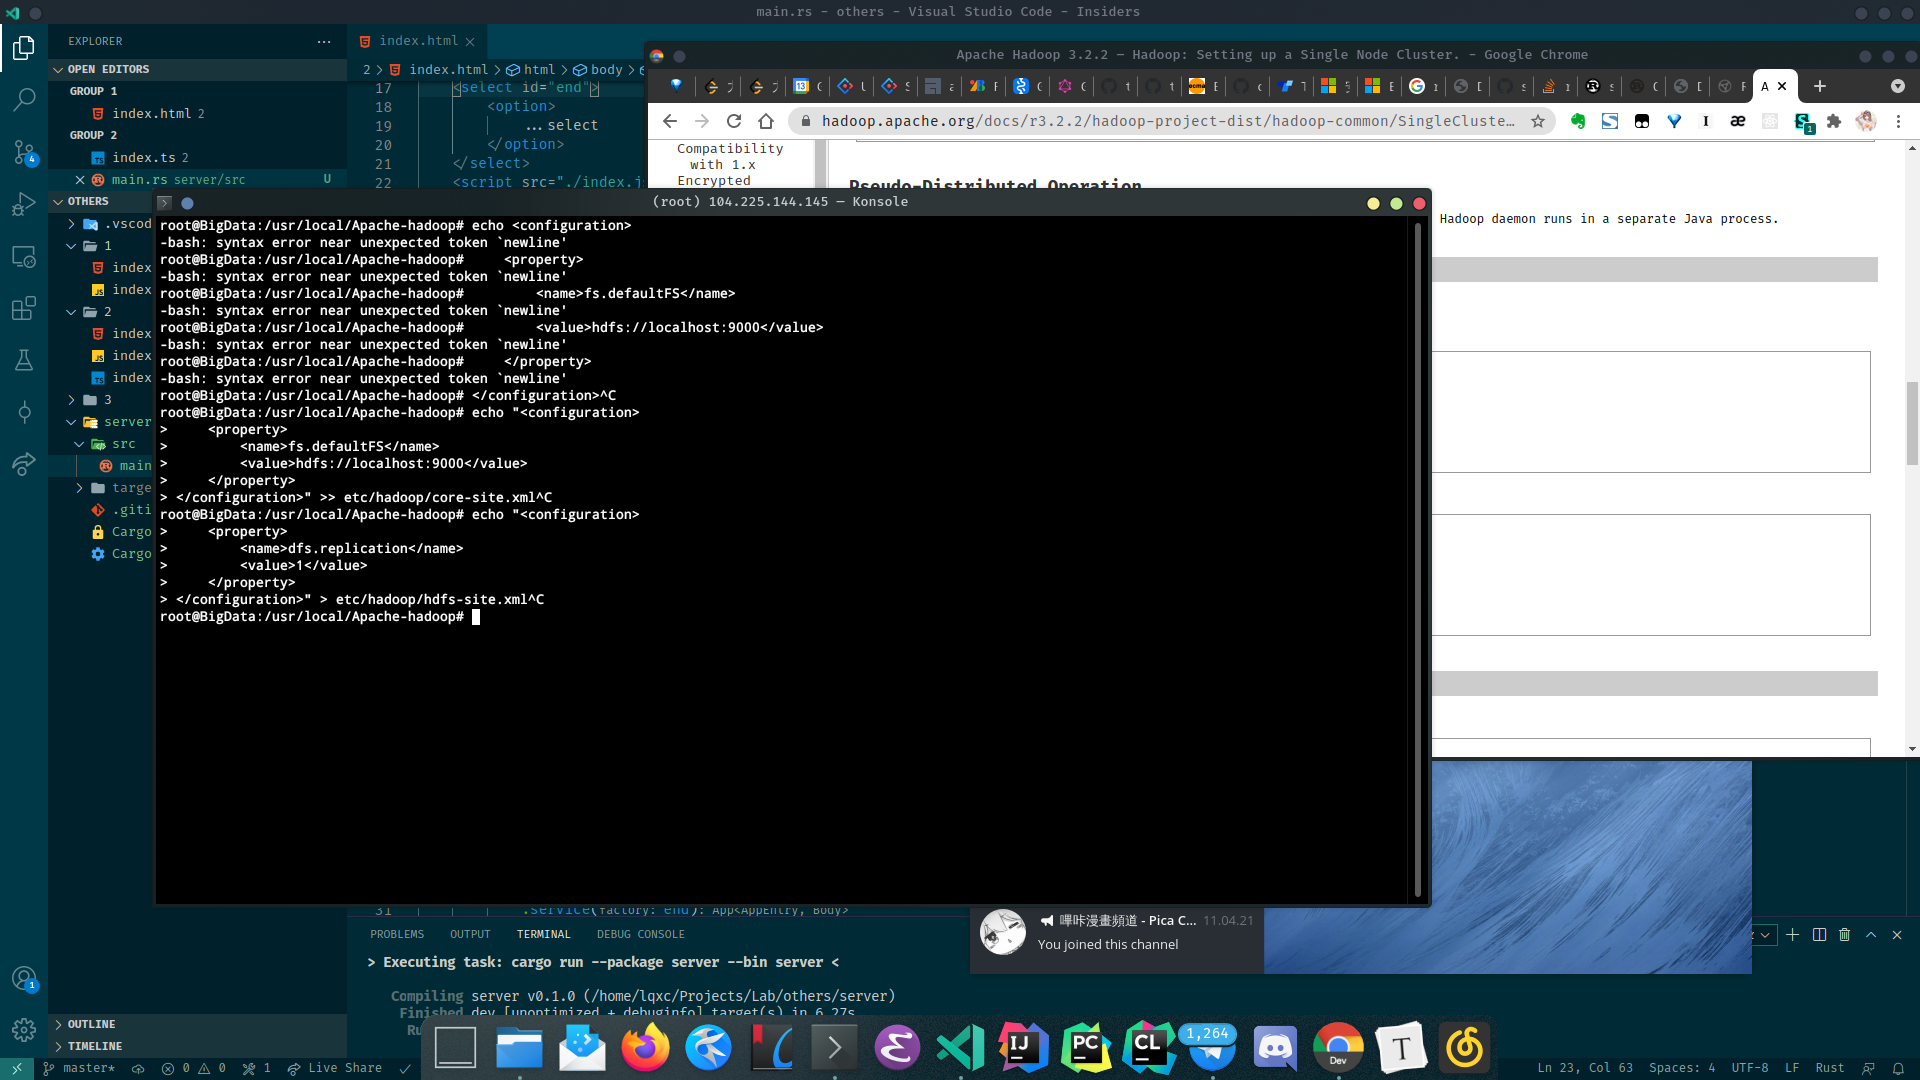 main.rs - others - Visual Studio Code - Insiders
EXPLORER
OPEN EDITORS
GROUP 1
index.html 2
GROUP 2
index.ts 2
main.rs server/src U
OTHERS
.vscod
1
index
index
2
index
index
index
3
server
src
main
targe
.giti
Cargo
Cargo
OUTLINE
TIMELINE
index.html
2 > index.html > html > body >
17 <select id="end">
18 <option>
19 ...select
20 </option>
21 </select>
22 <script src="./index.j
Apache Hadoop 3.2.2 – Hadoop: Setting up a Single Node Cluster. - Google Chrome
hadoop.apache.org/docs/r3.2.2/hadoop-project-dist/hadoop-common/SingleCluste...
Compatibility
with 1.x
Encrypted
Pseudo-Distributed Operation
Hadoop daemon runs in a separate Java process.
(root) 104.225.144.145 — Konsole
root@BigData:/usr/local/Apache-hadoop# echo <configuration>
-bash: syntax error near unexpected token `newline'
root@BigData:/usr/local/Apache-hadoop#     <property>
-bash: syntax error near unexpected token `newline'
root@BigData:/usr/local/Apache-hadoop#         <name>fs.defaultFS</name>
-bash: syntax error near unexpected token `newline'
root@BigData:/usr/local/Apache-hadoop#         <value>hdfs://localhost:9000</value>
-bash: syntax error near unexpected token `newline'
root@BigData:/usr/local/Apache-hadoop#     </property>
-bash: syntax error near unexpected token `newline'
root@BigData:/usr/local/Apache-hadoop# </configuration>^C
root@BigData:/usr/local/Apache-hadoop# echo "<configuration>
>     <property>
>         <name>fs.defaultFS</name>
>         <value>hdfs://localhost:9000</value>
>     </property>
> </configuration>" >> etc/hadoop/core-site.xml^C
root@BigData:/usr/local/Apache-hadoop# echo "<configuration>
>     <property>
>         <name>dfs.replication</name>
>         <value>1</value>
>     </property>
> </configuration>" > etc/hadoop/hdfs-site.xml^C
root@BigData:/usr/local/Apache-hadoop#
31 .service(factory: end): App<AppEntry, Body>
PROBLEMS OUTPUT TERMINAL DEBUG CONSOLE
> Executing task: cargo run --package server --bin server <
Compiling server v0.1.0 (/home/lqxc/Projects/Lab/others/server)
Finished dev [unoptimized + debuginfo] target(s) in 6.27s
Ru
嗶咔漫畫頻道 - Pica C... 11.04.21
You joined this channel
1,264
IJ
PC
CL
Dev
T
master* 0 0 1 Live Share
Ln 23, Col 63 Spaces: 4 UTF-8 LF Rust